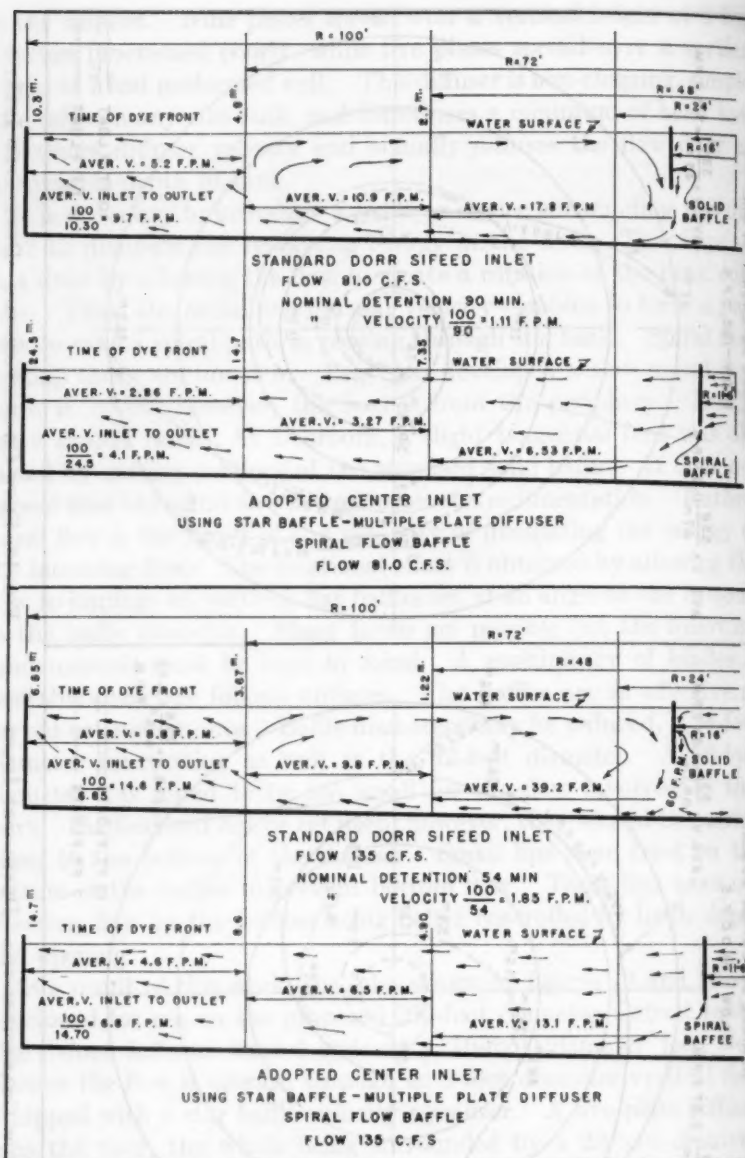 R = 100'
R=72'
R= 48'
R= 24'
10.3 m.
TIME OF DYE FRONT
WATER SURFACE
R= 16'
AVER. V. = 5.2 F.P.M.
AVER. V INLET TO OUTLET
AVER. V. = 10.9 F.P.M.
AVER. V. = 17.8 F.P.M.
SOLID
BAFFLE
100
10.30 = 9.7 F.P.M.
STANDARD DORR SIFEED INLET
FLOW 81.0 C.F.S.
NOMINAL DETENTION 90 MIN.
" VELOCITY 100/90 = 1.11 F.P.M.
24.5 m.
TIME OF DYE FRONT
14.7
7.35
WATER SURFACE
AVER. V. = 2.86 F.P.M.
AVER. V. INLET TO OUTLET
AVER. V. = 3.27 F.P.M.
AVER. V. = 6.53 F.P.M.
100
24.5 = 4.1 F.P.M.
SPIRAL
BAFFLE
ADOPTED CENTER INLET
USING STAR BAFFLE-MULTIPLE PLATE DIFFUSER
SPIRAL FLOW BAFFLE
FLOW 81.0 C.F.S.
R= 100'
R= 72'
R= 48
R= 24'
6.85 m.
TIME OF DYE FRONT
3.67 m.
1.22 m.
WATER SURFACE
R= 16'
AVER. V. = 8.8 F.P.M.
SOLID
BAFFLE
AVER. V. INLET TO OUTLET
AVER. V. = 9.8 F.P.M.
AVER. V. = 39.2 F.P.M.
100
6.85
STANDARD DORR SIFEED INLET
FLOW 135 C.F.S.
NOMINAL DETENTION 54 MIN
" VELOCITY 100/54 = 1.85 F.P.M.
14.7 m
TIME OF DYE FRONT
WATER SURFACE
AVER. V. = 4.6 F.P.M.
AVER. V. INLET TO OUTLET
AVER. V. = F.P.M.
AVER. V. = 13.1 F.P.M.
100
14.70 = 6.8 F.P.M.
SPIRAL
BAFFEE
ADOPTED CENTER INLET
USING STAR BAFFLE-MULTIPLE PLATE DIFFUSER
SPIRAL FLOW BAFFLE
FLOW 135 C.F.S